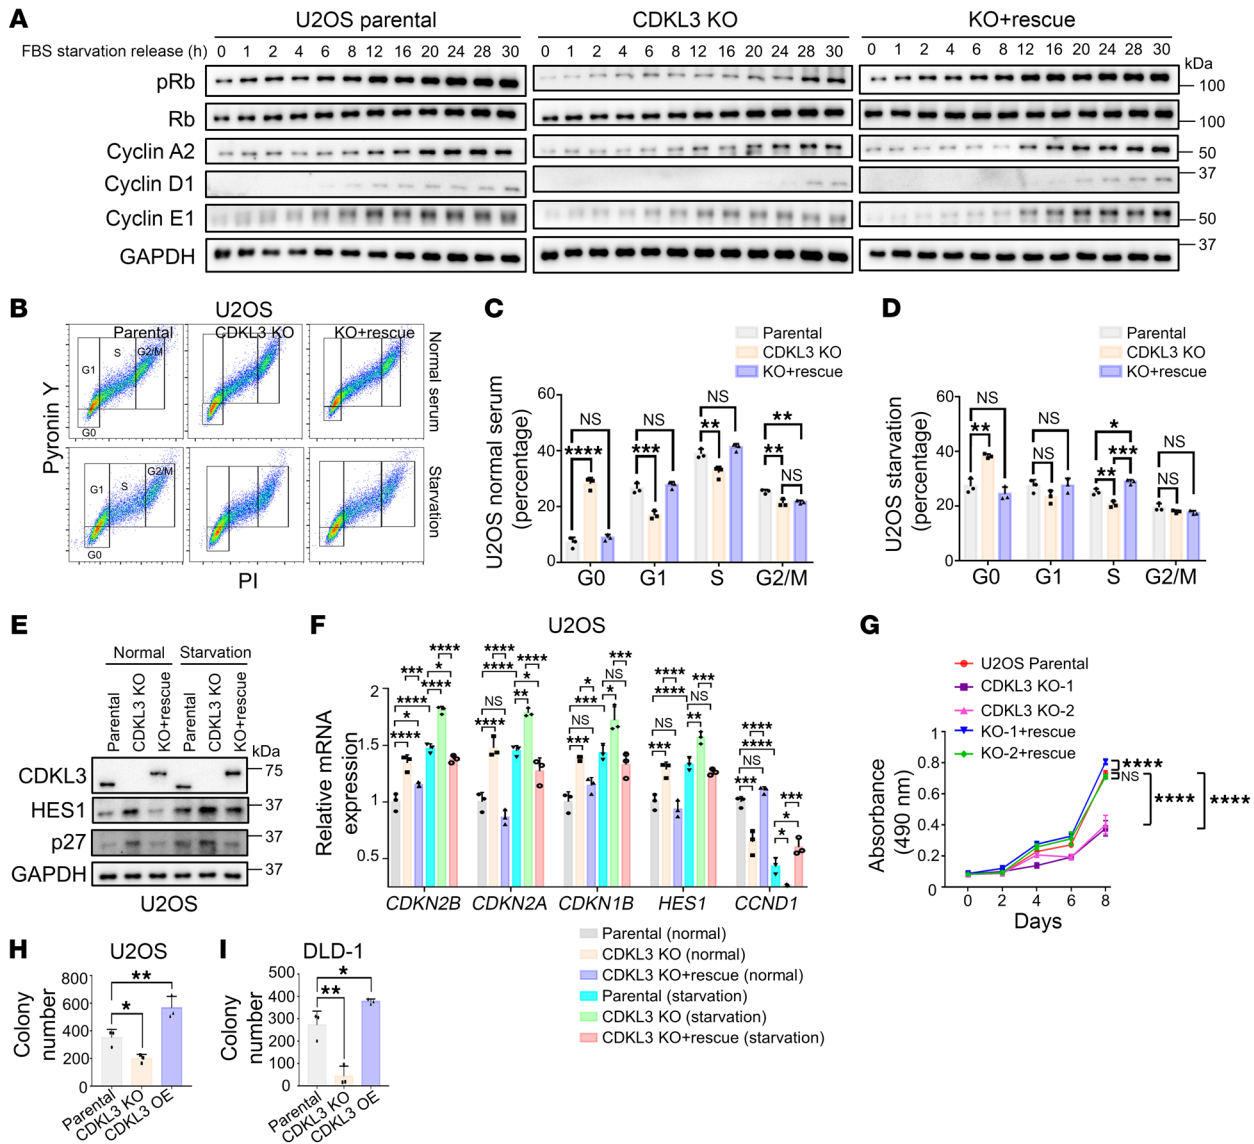 A
U2OS parental
CDKL3 KO
KO+rescue
FBS starvation release (h)
0 1 2 4 6 8 12 16 20 24 28 30
0 1 2 4 6 8 12 16 20 24 28 30
0 1 2 4 6 8 12 16 20 24 28 30
kDa
pRb
100
Rb
100
Cyclin A2
50
Cyclin D1
37
Cyclin E1
50
GAPDH
37
B
U2OS
Parental
CDKL3 KO
KO+rescue
G1
S
G2/M
G0
Normal serum
G1
S
G2/M
G0
Starvation
Pyronin Y
PI
C
Parental
CDKL3 KO
KO+rescue
U2OS normal serum
(percentage)
60
40
20
0
NS
****
NS
***
NS
**
**
**
NS
G0
G1
S
G2/M
D
Parental
CDKL3 KO
KO+rescue
U2OS starvation
(percentage)
60
40
20
0
NS
**
NS
NS
*
***
**
NS
NS
G0
G1
S
G2/M
E
Normal
Starvation
Parental
CDKL3 KO
KO+rescue
Parental
CDKL3 KO
KO+rescue
kDa
CDKL3
75
HES1
37
p27
37
GAPDH
37
U2OS
F
U2OS
Relative mRNA
expression
2
1.5
1
0.5
****
***
*
****
****
*
****
****
****
****
****
NS
*
**
****
***
*
NS
***
NS
*
***
****
***
****
NS
NS
**
***
****
****
NS
***
***
*
*
CDKN2B
CDKN2A
CDKN1B
HES1
CCND1
Parental (normal)
CDKL3 KO (normal)
CDKL3 KO+rescue (normal)
Parental (starvation)
CDKL3 KO (starvation)
CDKL3 KO+rescue (starvation)
G
U2OS Parental
CDKL3 KO-1
CDKL3 KO-2
KO-1+rescue
KO-2+rescue
Absorbance
(490 nm)
1
0.8
0.6
0.4
0.2
0
****
NS
****
****
0 2 4 6 8
Days
H
U2OS
Colony
number
800
600
400
200
0
**
*
Parental
CDKL3 KO
CDKL3 OE
I
DLD-1
Colony
number
500
400
300
200
100
0
*
**
Parental
CDKL3 KO
CDKL3 OE